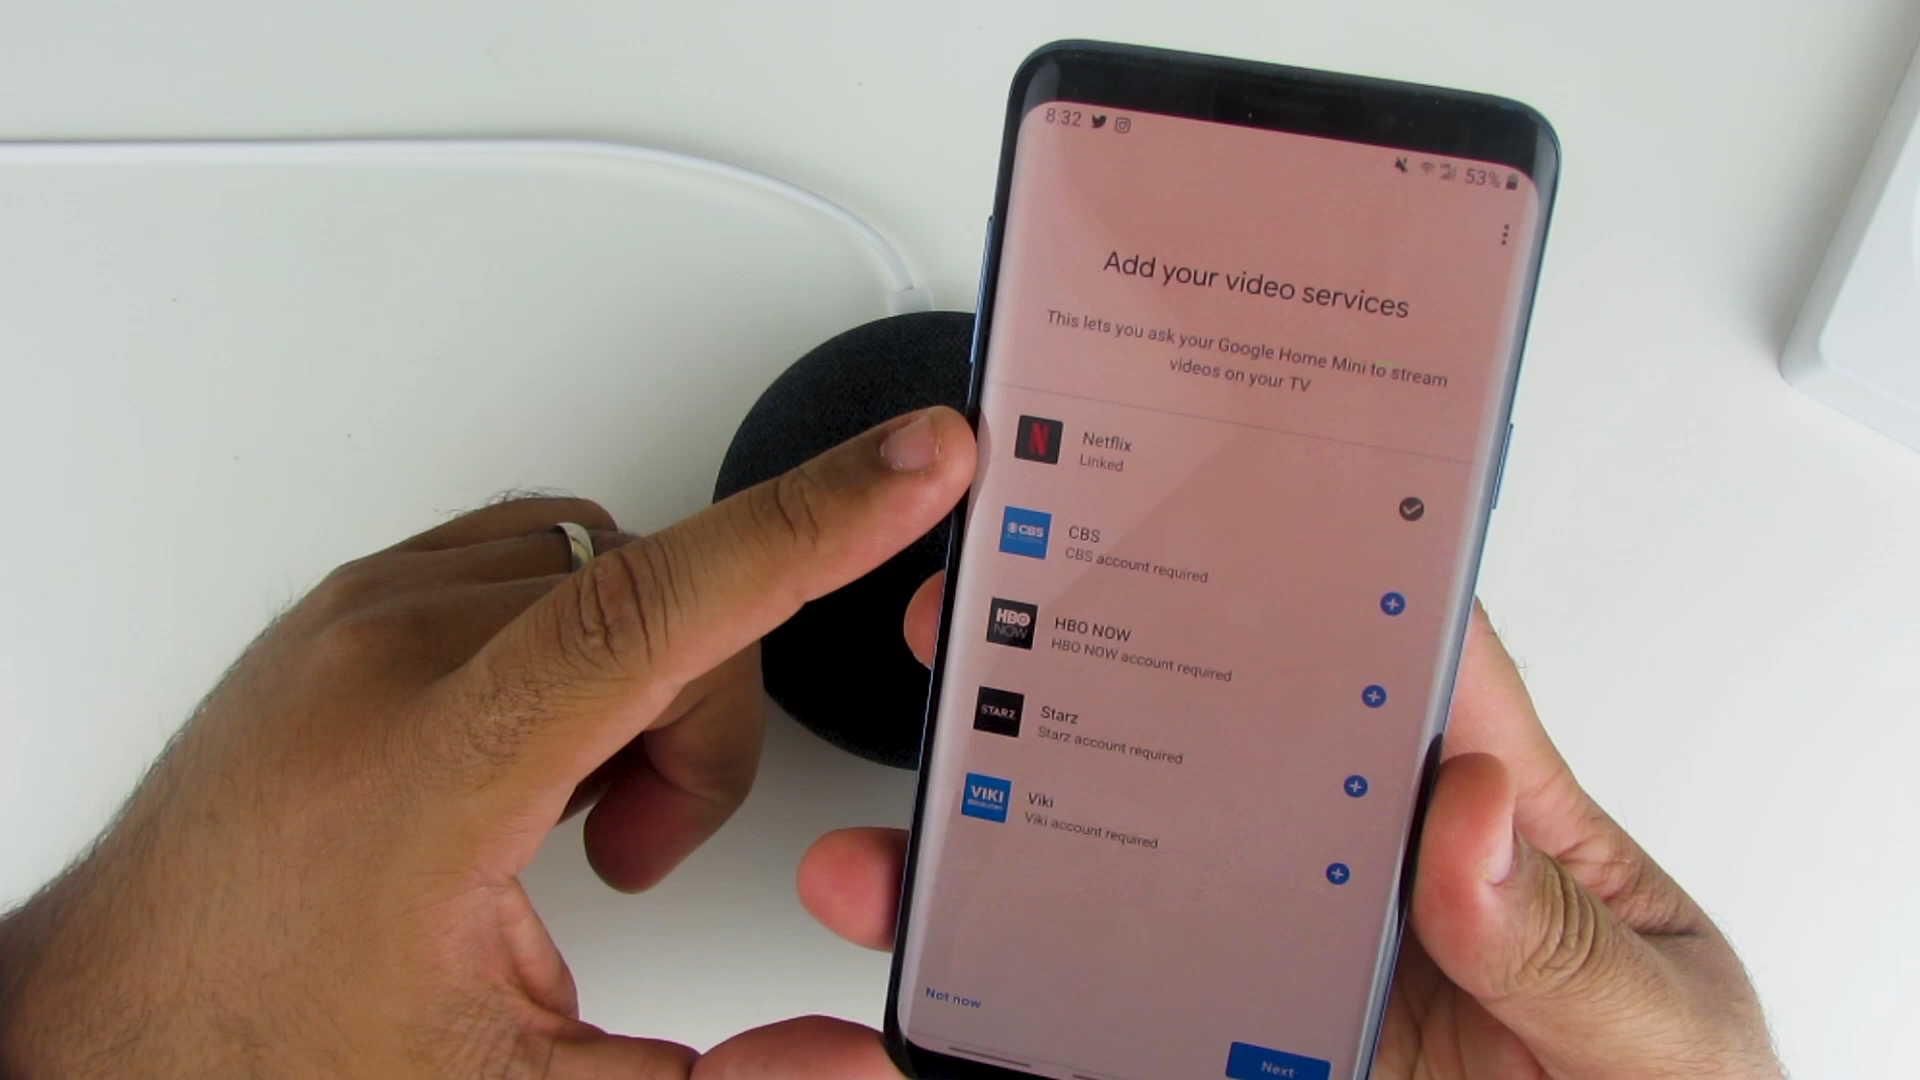 8:32
53%
Add your video services
This lets you ask your Google Home Mini to stream
videos on your TV
N
Netflix
Linked
CBS
CBS
CBS account required
HBO
NOW
HBO NOW
HBO NOW account required
STARZ
Starz
Starz account required
VIKI
Viki
Viki account required
Not now
Next